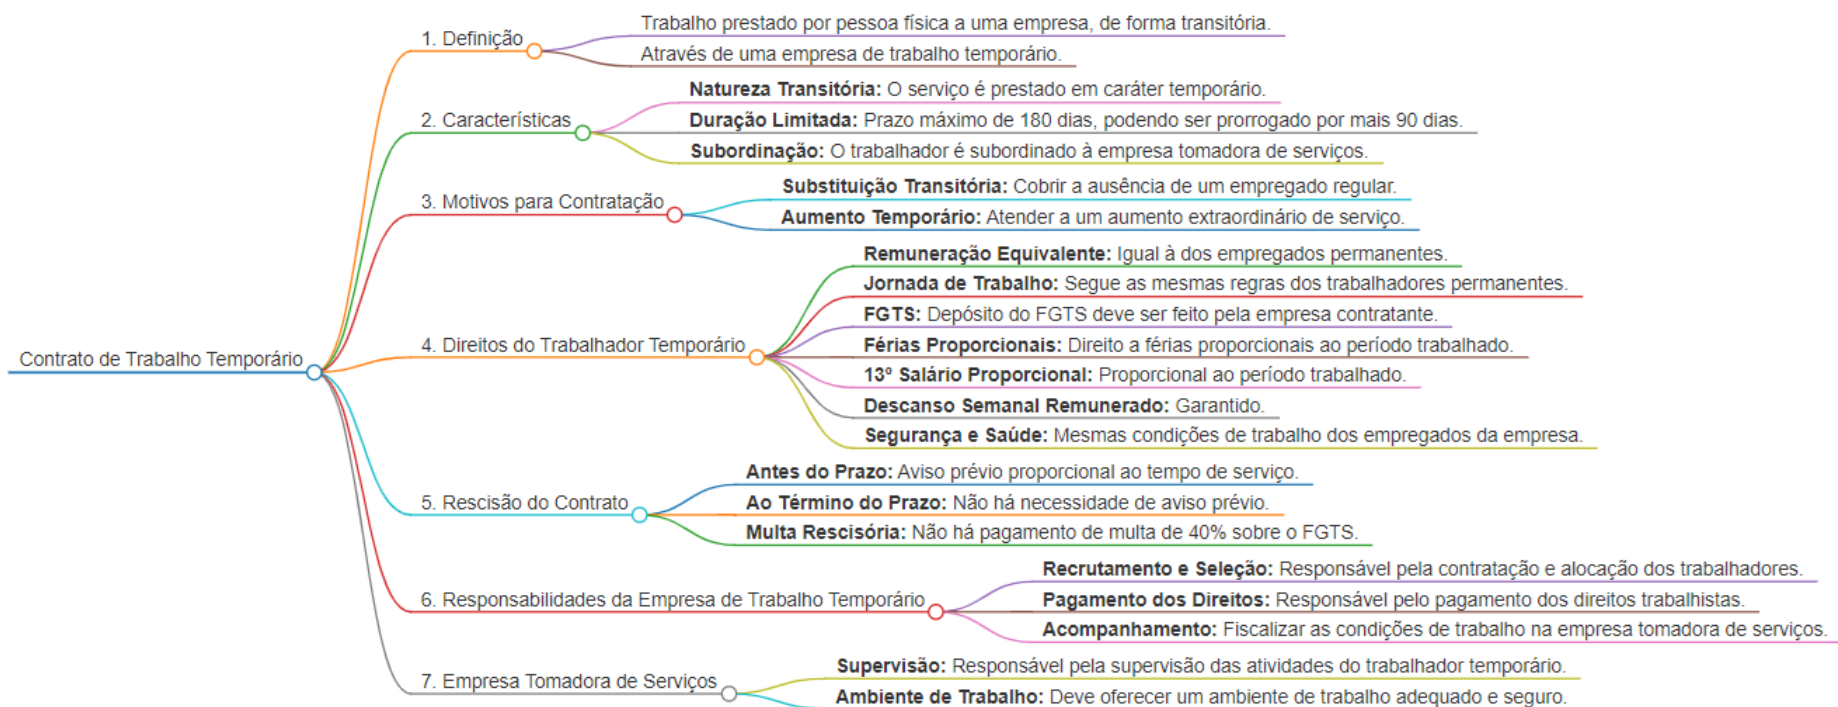 Contrato de Trabalho Temporário
1. Definição
Trabalho prestado por pessoa física a uma empresa, de forma transitória.
Através de uma empresa de trabalho temporário.
2. Características
Natureza Transitória: O serviço é prestado em caráter temporário.
Duração Limitada: Prazo máximo de 180 dias, podendo ser prorrogado por mais 90 dias.
Subordinação: O trabalhador é subordinado à empresa tomadora de serviços.
3. Motivos para Contratação
Substituição Transitória: Cobrir a ausência de um empregado regular.
Aumento Temporário: Atender a um aumento extraordinário de serviço.
4. Direitos do Trabalhador Temporário
Remuneração Equivalente: Igual à dos empregados permanentes.
Jornada de Trabalho: Segue as mesmas regras dos trabalhadores permanentes.
FGTS: Depósito do FGTS deve ser feito pela empresa contratante.
Férias Proporcionais: Direito a férias proporcionais ao período trabalhado.
13º Salário Proporcional: Proporcional ao período trabalhado.
Descanso Semanal Remunerado: Garantido.
Segurança e Saúde: Mesmas condições de trabalho dos empregados da empresa.
5. Rescisão do Contrato
Antes do Prazo: Aviso prévio proporcional ao tempo de serviço.
Ao Término do Prazo: Não há necessidade de aviso prévio.
Multa Rescisória: Não há pagamento de multa de 40% sobre o FGTS.
6. Responsabilidades da Empresa de Trabalho Temporário
Recrutamento e Seleção: Responsável pela contratação e alocação dos trabalhadores.
Pagamento dos Direitos: Responsável pelo pagamento dos direitos trabalhistas.
Acompanhamento: Fiscalizar as condições de trabalho na empresa tomadora de serviços.
7. Empresa Tomadora de Serviços
Supervisão: Responsável pela supervisão das atividades do trabalhador temporário.
Ambiente de Trabalho: Deve oferecer um ambiente de trabalho adequado e seguro.